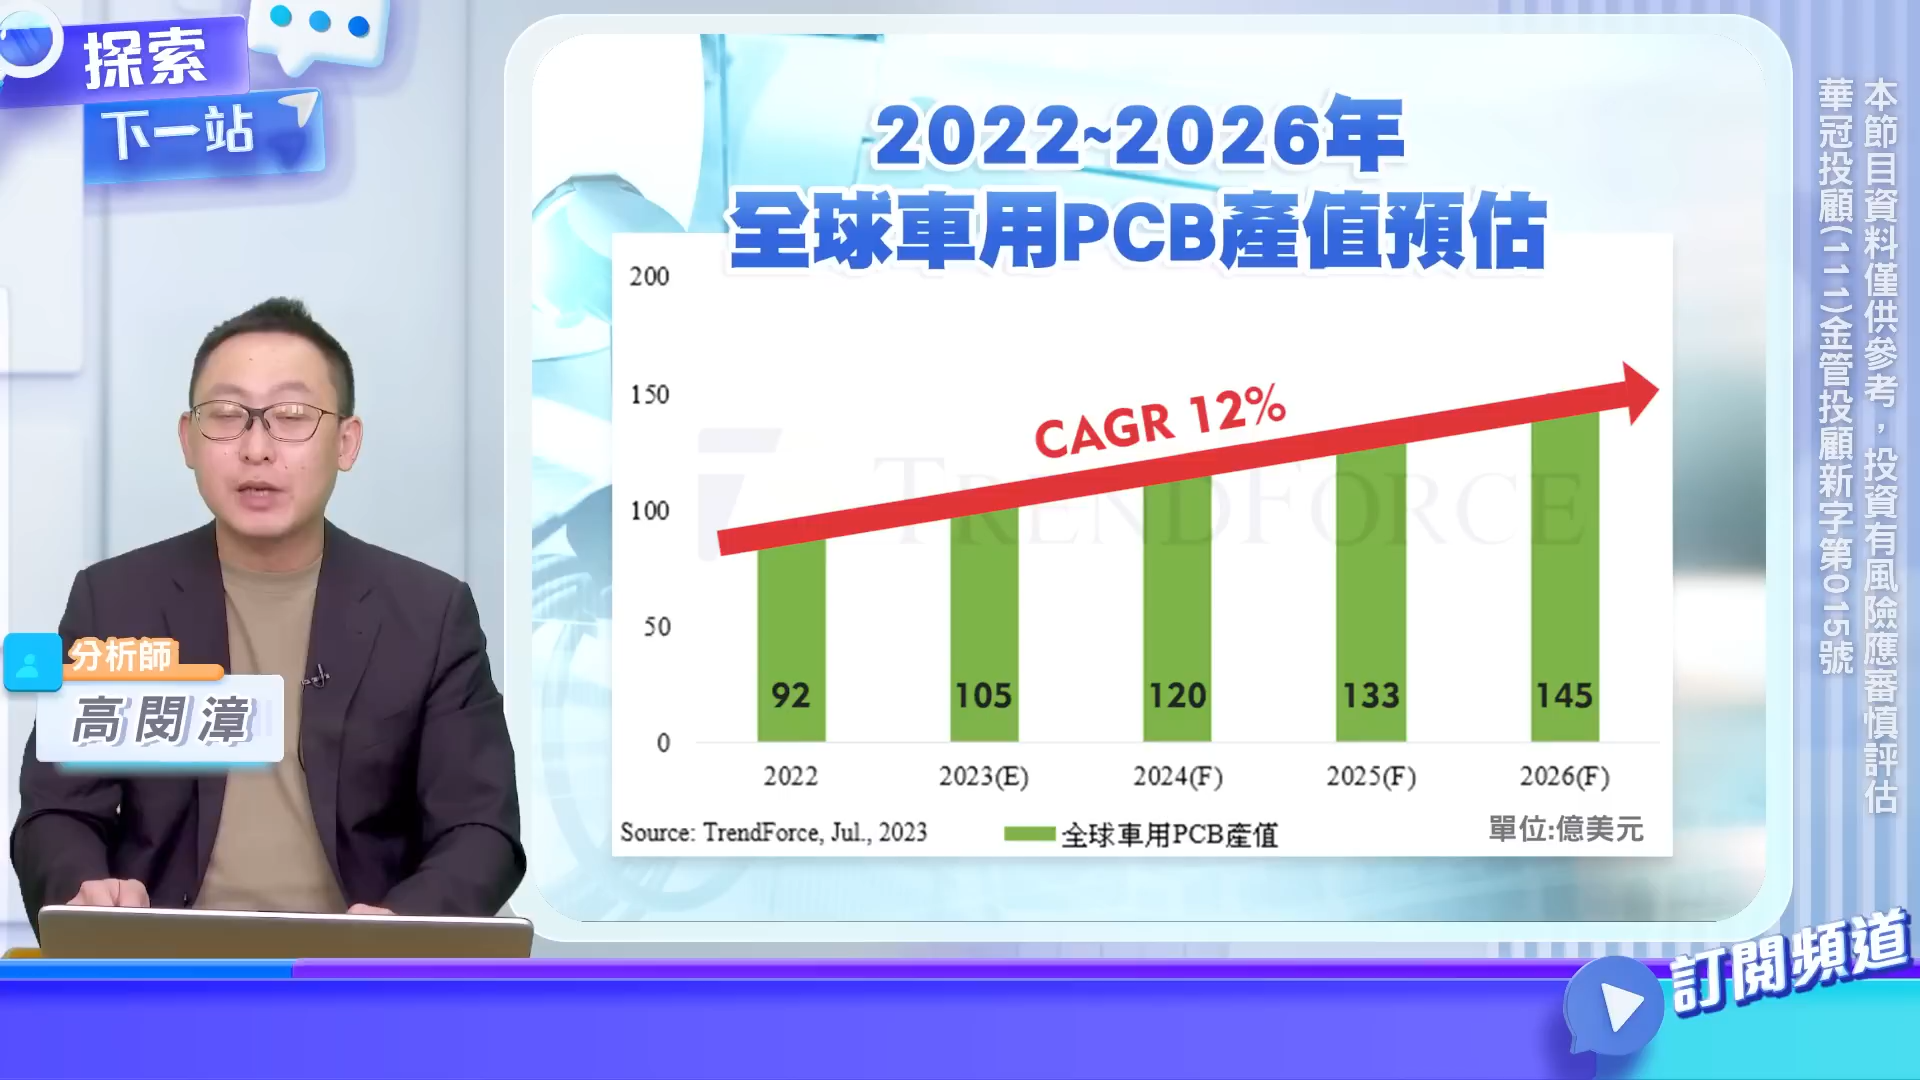 探索
下一站
2022~2026年
全球車用PCB產值預估
200
150
100
50
0
CAGR 12%
TRENDFORCE
92
105
120
133
145
2022
2023(E)
2024(F)
2025(F)
2026(F)
Source: TrendForce, Jul., 2023
全球車用PCB產值
單位:億美元
分析師
高閔漳
本節目資料僅供參考，投資有風險應審慎評估
華冠投顧(111)金管投顧新字第015號
訂閱頻道